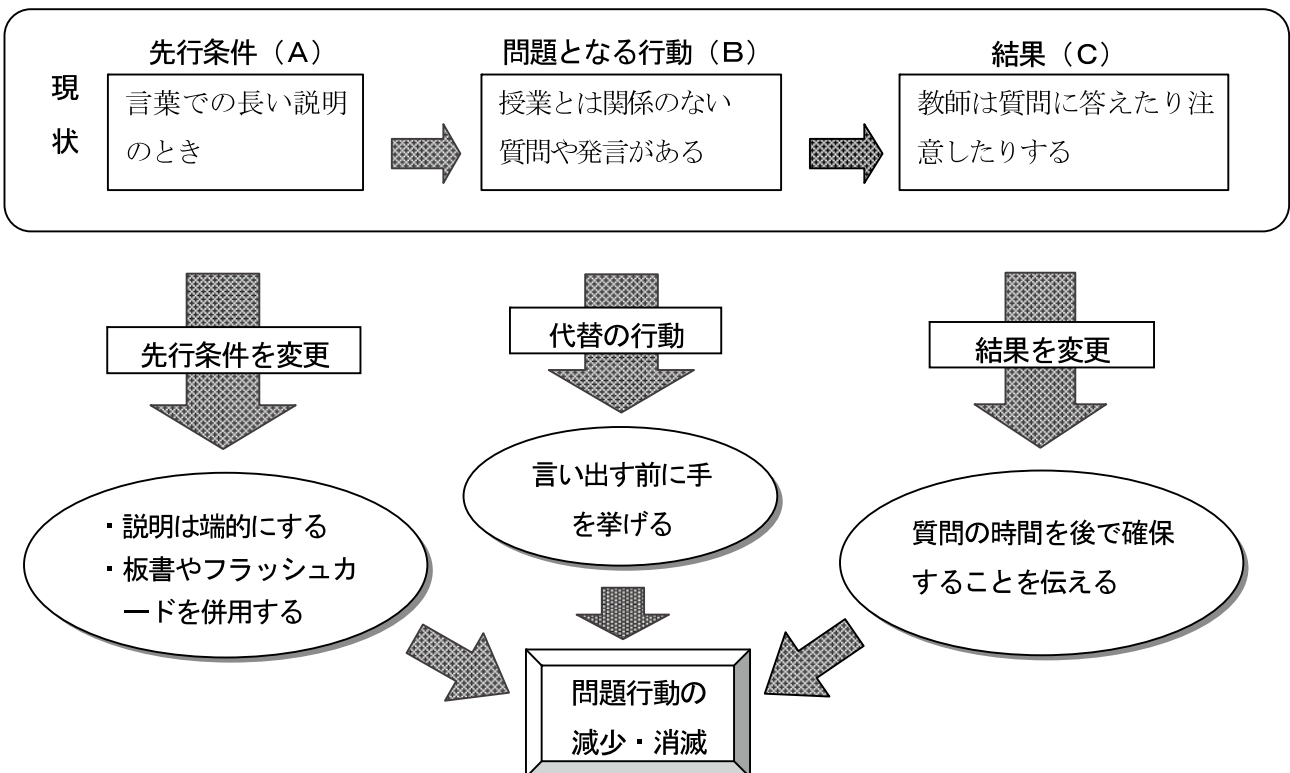 現
状
先行条件（Ａ）
言葉での長い説明
のとき
問題となる行動（Ｂ）
授業とは関係のない
質問や発言がある
結果（Ｃ）
教師は質問に答えたり注
意したりする
先行条件を変更
代替の行動
結果を変更
・説明は端的にする
・板書やフラッシュカ
ードを併用する
言い出す前に手
を挙げる
質問の時間を後で確保
することを伝える
問題行動の
減少・消滅